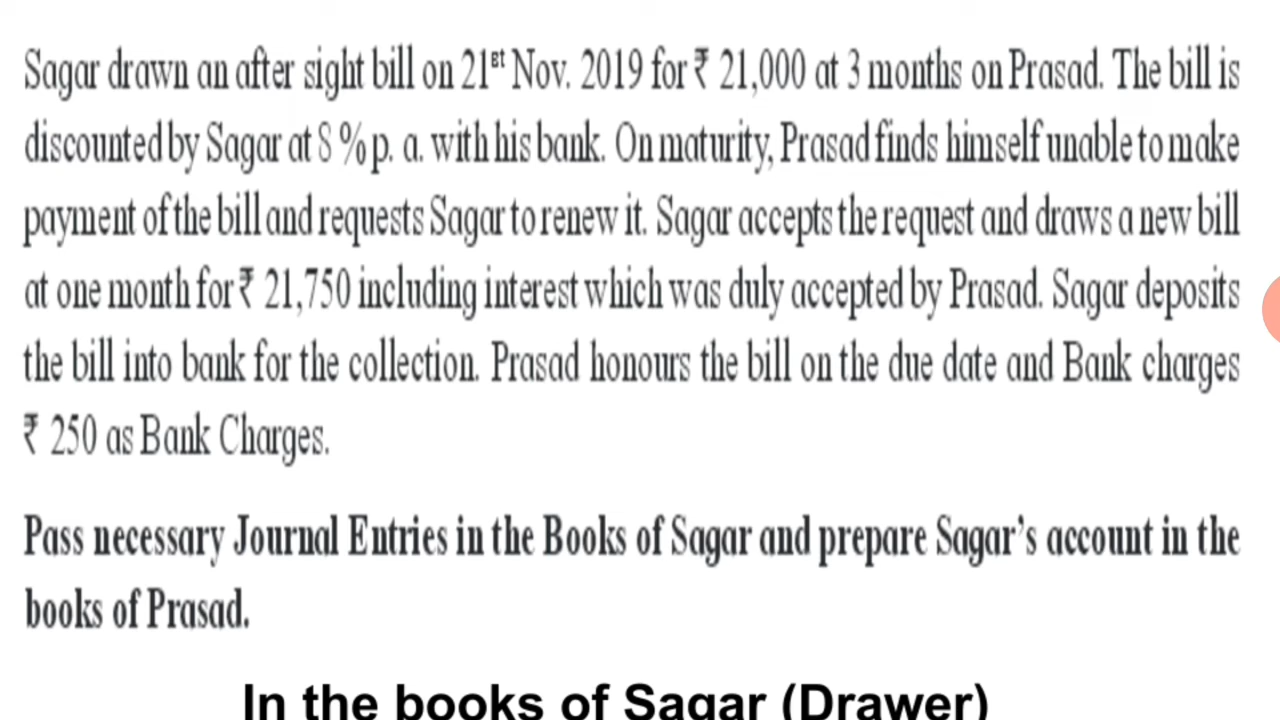 Sagar drawn an after sight bill on 21st Nov. 2019 for ₹ 21,000 at 3 months on Prasad. The bill is
discounted by Sagar at 8 % p. a. with his bank. On maturity, Prasad finds himself unable to make
payment of the bill and requests Sagar to renew it. Sagar accepts the request and draws a new bill
at one month for ₹ 21,750 including interest which was duly accepted by Prasad. Sagar deposits
the bill into bank for the collection. Prasad honours the bill on the due date and Bank charges
₹ 250 as Bank Charges.
Pass necessary Journal Entries in the Books of Sagar and prepare Sagar's account in the
books of Prasad.
In the books of Sagar (Drawer)